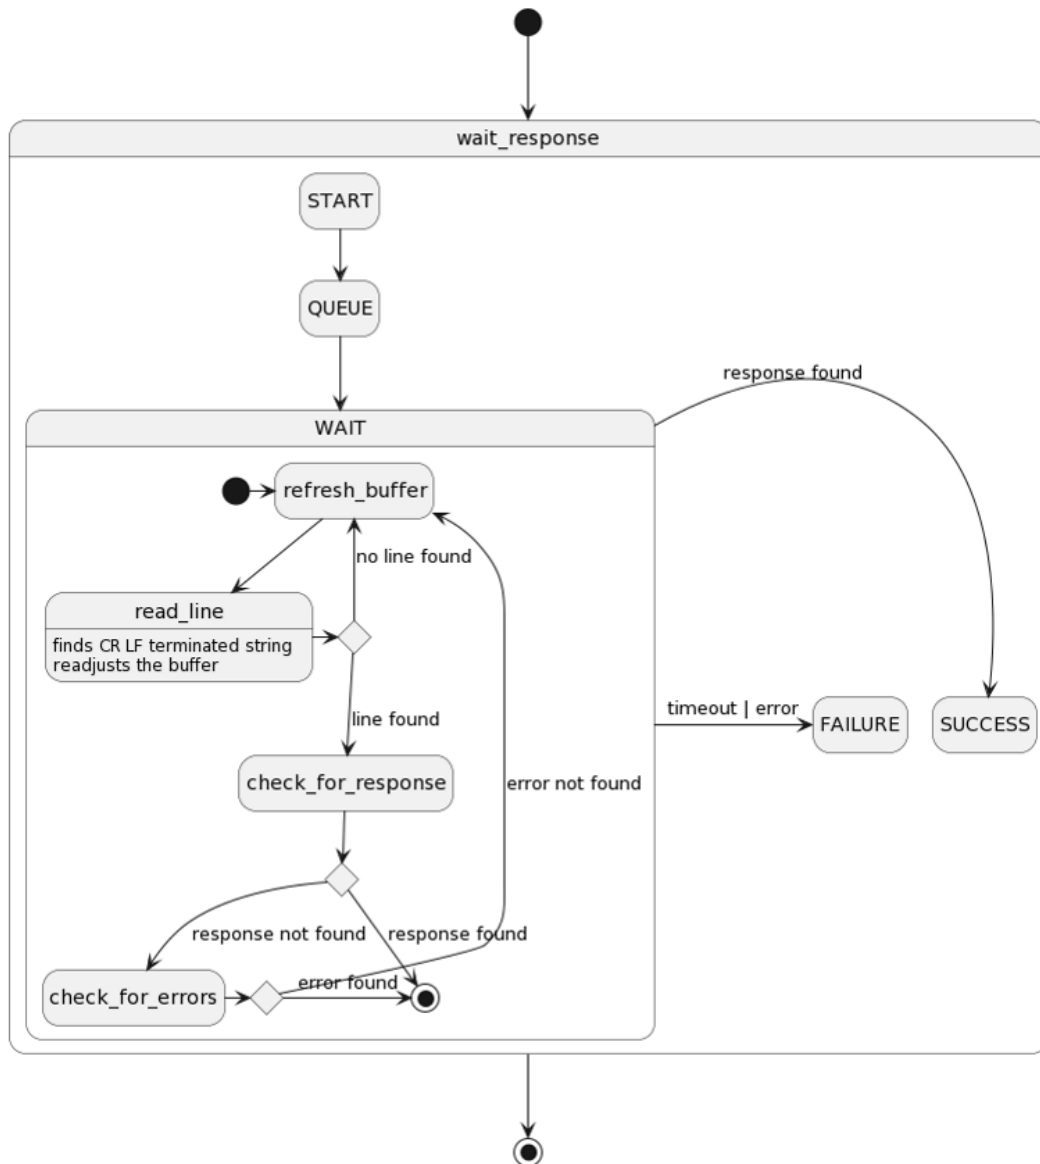 wait_response
START
QUEUE
response found
WAIT
refresh_buffer
no line found
read_line
finds CR LF terminated string
readjusts the buffer
timeout | error
FAILURE
SUCCESS
line found
check_for_response
error not found
response not found
response found
error found
check_for_errors